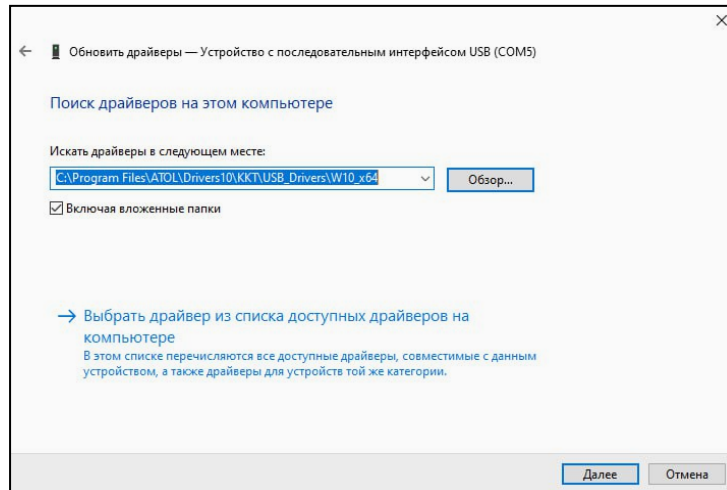 Обновить драйверы — Устройство с последовательным интерфейсом USB (COM5)
Поиск драйверов на этом компьютере
Искать драйверы в следующем месте:
C:\Program Files\ATOL\Drivers10\KKT\USB_Drivers\W10_x64
Обзор...
Включая вложенные папки
Выбрать драйвер из списка доступных драйверов на
компьютере
В этом списке перечисляются все доступные драйверы, совместимые с данным
устройством, а также драйверы для устройств той же категории.
Далее
Отмена